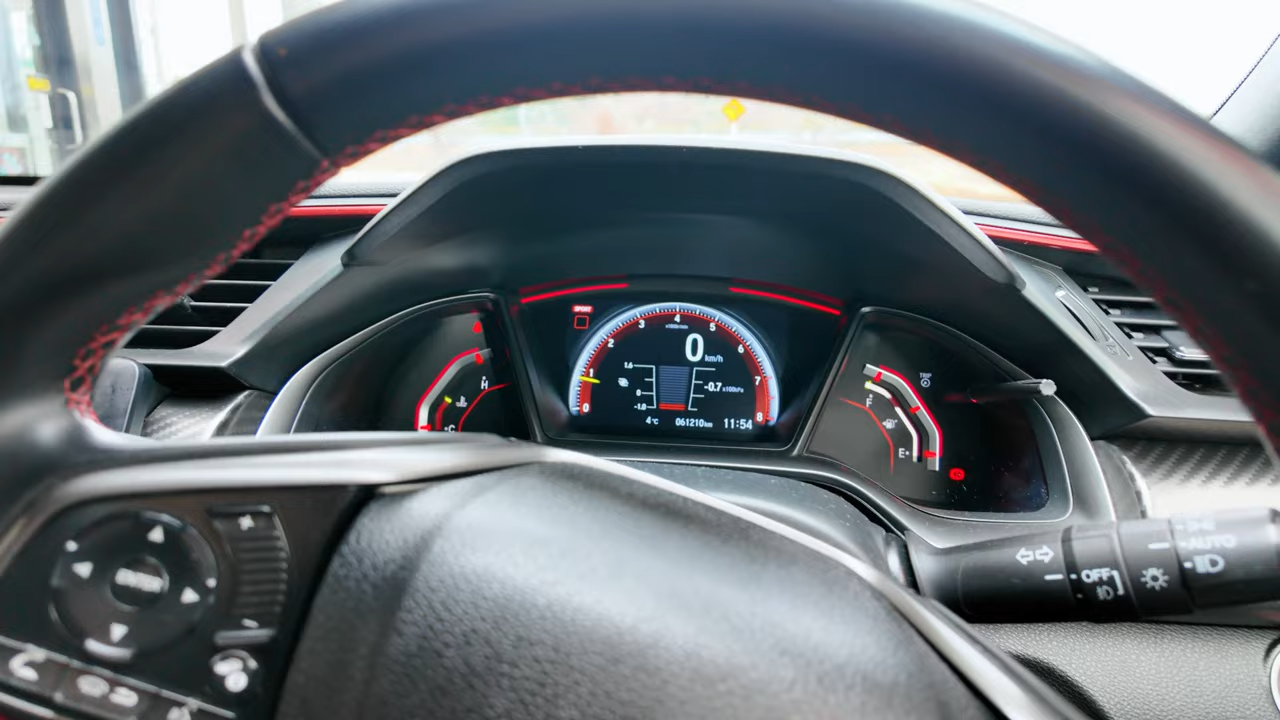 SPORT
3 4 5
x1000r/min
2 6
0 km/h
1.6
1 0 -0.7 x100kPa 7
-1.0
0 8
4°C 061210km 11:54
H
°C
TRIP
F
E
ENTER
+
-
OFF
AUTO